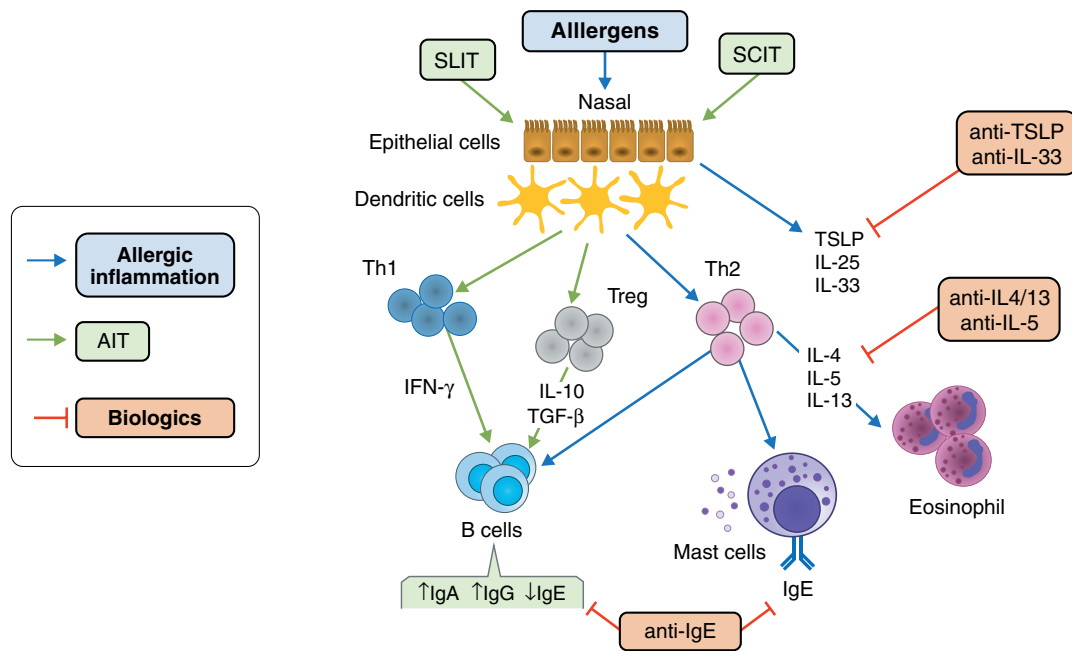 Alllergens
SLIT
SCIT
Nasal
Epithelial cells
anti-TSLP
anti-IL-33
Dendritic cells
Allergic
inflammation
TSLP
IL-25
IL-33
Th1
Treg
Th2
anti-IL4/13
anti-IL-5
AIT
IL-4
IL-5
IL-13
IFN-γ
IL-10
TGF-β
Biologics
Eosinophil
B cells
Mast cells
↑IgA ↑IgG ↓IgE
IgE
anti-IgE